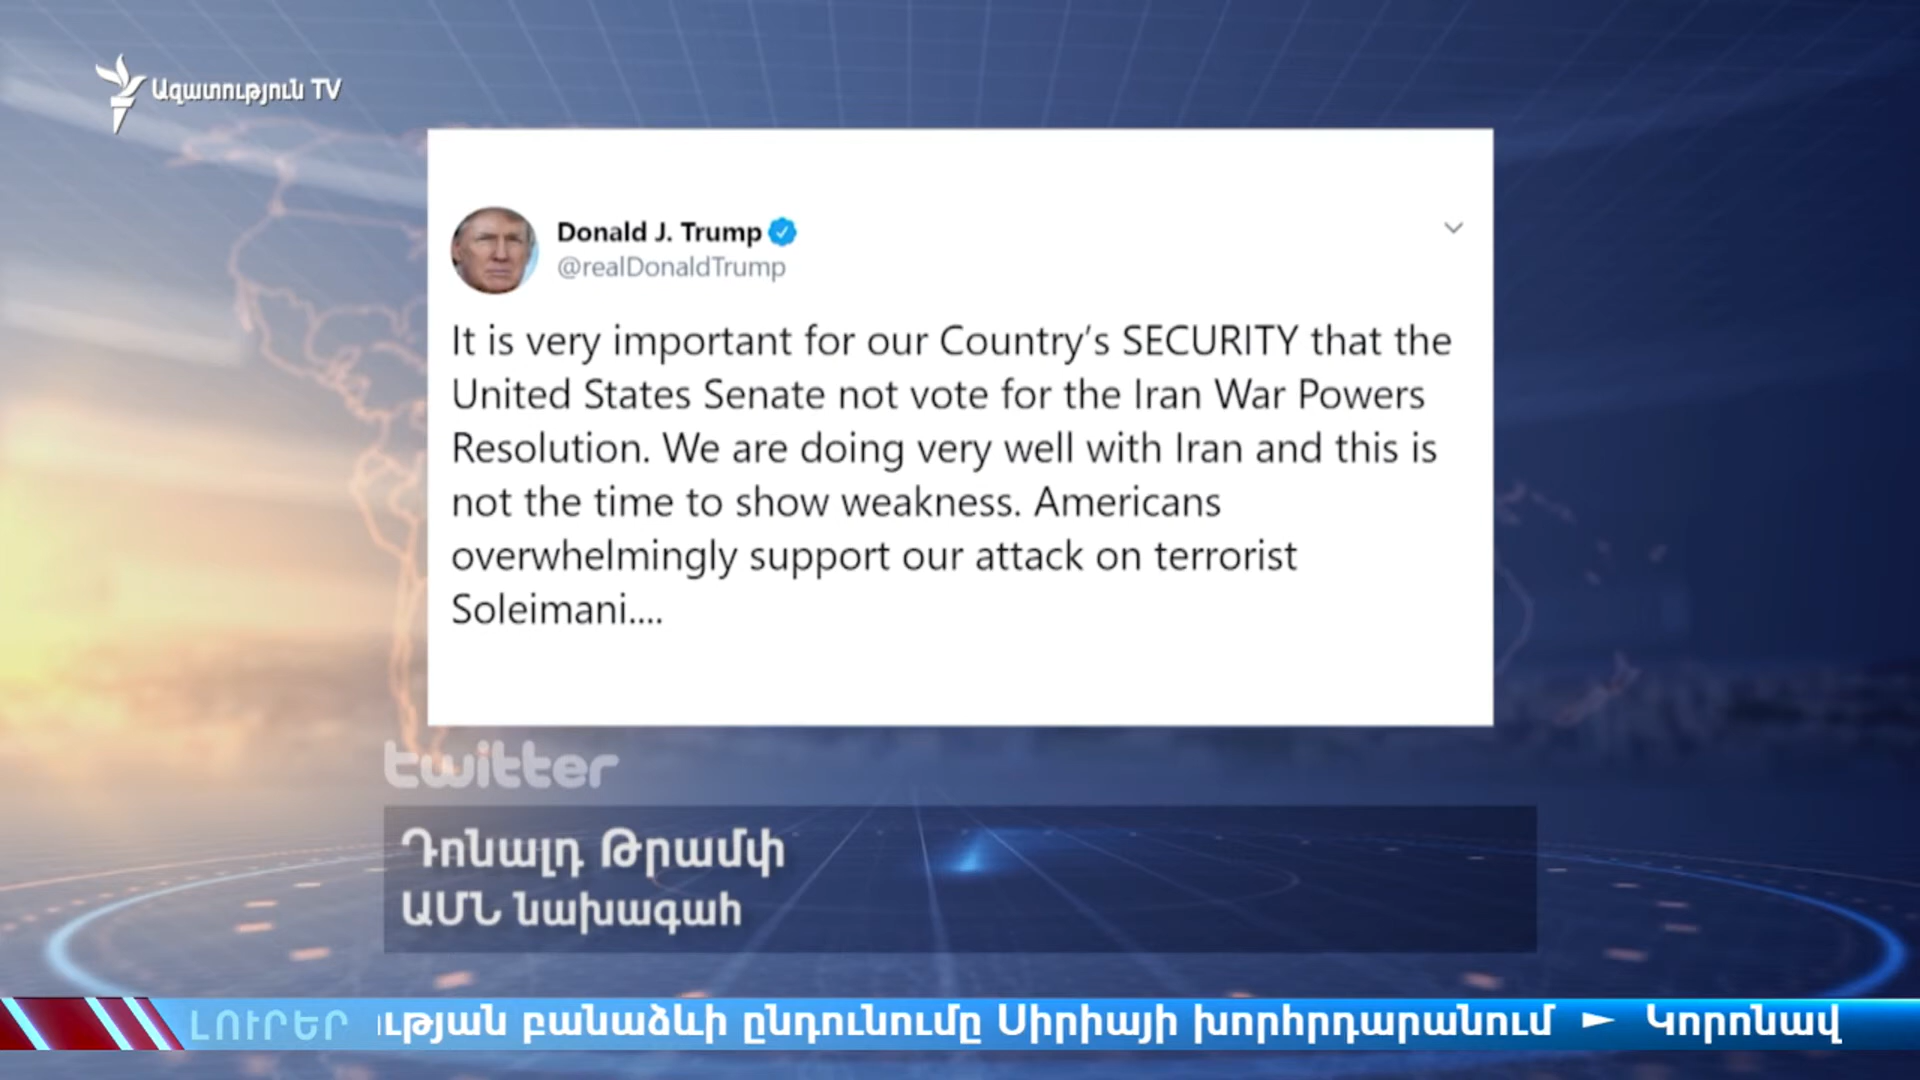 Ազատություն TV
Donald J. Trump
@realDonaldTrump
It is very important for our Country's SECURITY that the
United States Senate not vote for the Iran War Powers
Resolution. We are doing very well with Iran and this is
not the time to show weakness. Americans
overwhelmingly support our attack on terrorist
Soleimani....
twitter
Դոնալդ Թրամփ
ԱՄՆ նախագահ
ԼՈՒՐԵՐ
ւթյան բանաձևի ընդունումը Սիրիայի խորհրդարանում ► Կորոնավ